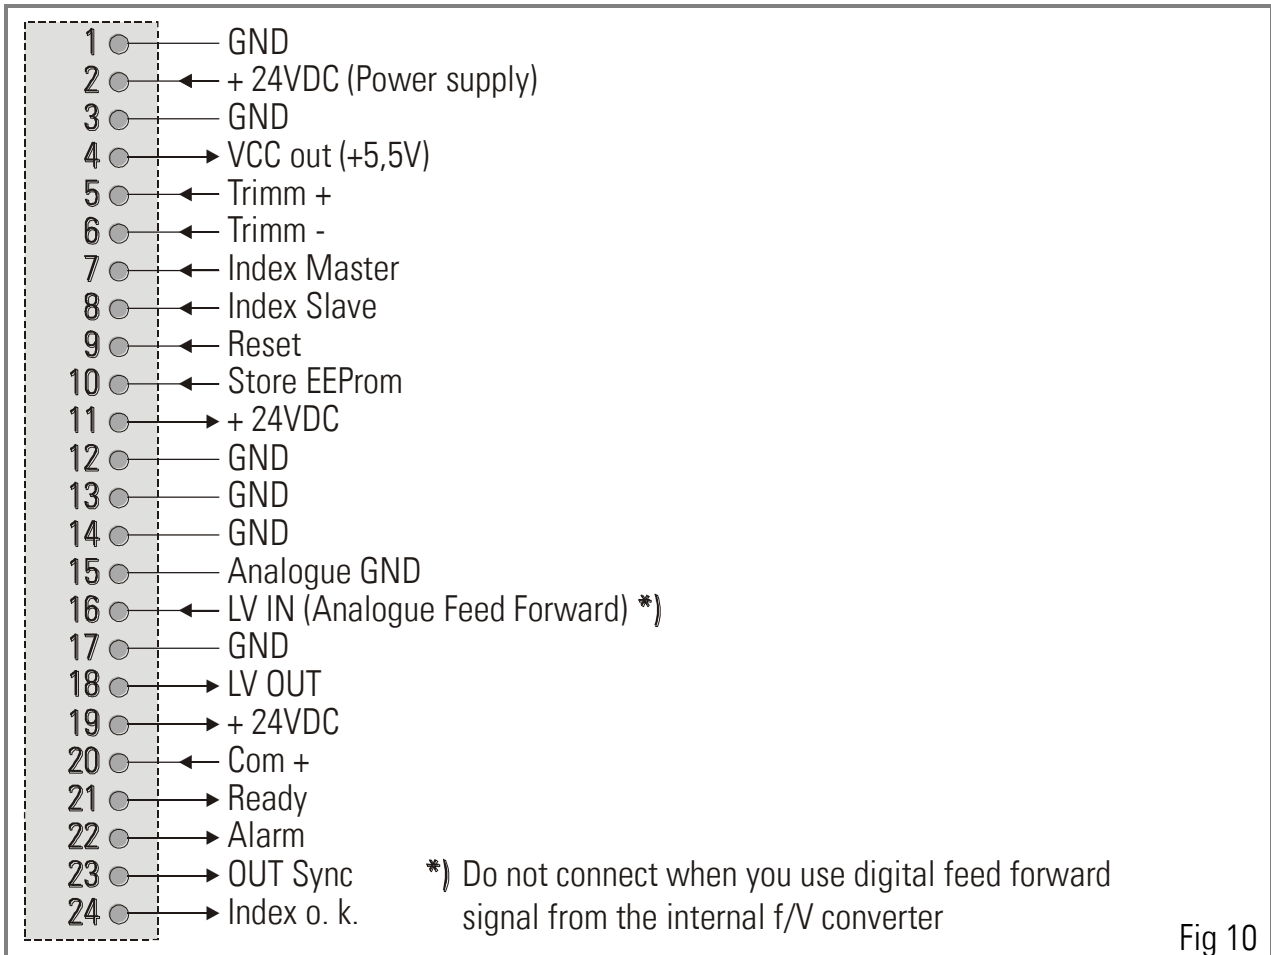 1 GND
2 + 24VDC (Power supply)
3 GND
4 VCC out (+5,5V)
5 Trimm +
6 Trimm -
7 Index Master
8 Index Slave
9 Reset
10 Store EEProm
11 + 24VDC
12 GND
13 GND
14 GND
15 Analogue GND
16 LV IN (Analogue Feed Forward) *)
17 GND
18 LV OUT
19 + 24VDC
20 Com +
21 Ready
22 Alarm
23 OUT Sync
24 Index o. k.
*) Do not connect when you use digital feed forward
signal from the internal f/V converter
Fig 10